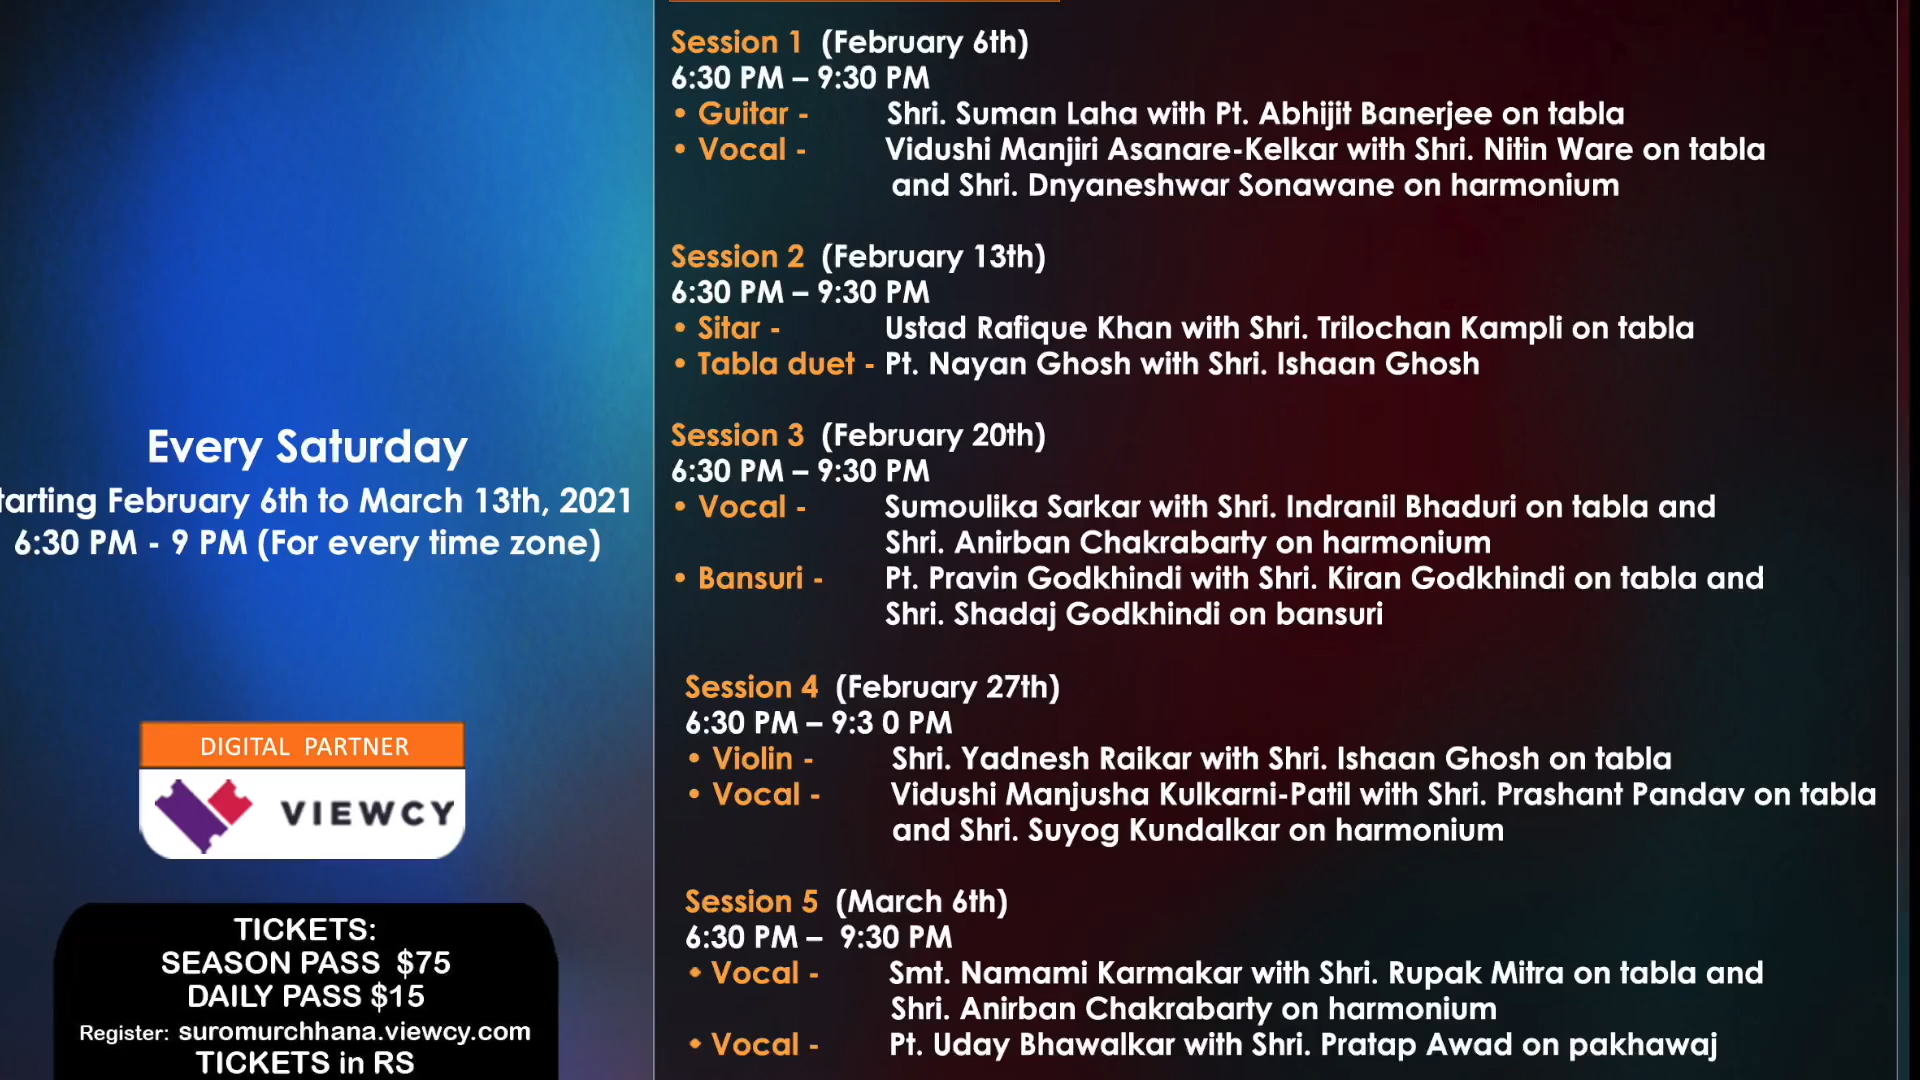 Every Saturday
tarting February 6th to March 13th, 2021
6:30 PM - 9 PM (For every time zone)
DIGITAL PARTNER
VIEWCY
TICKETS:
SEASON PASS $75
DAILY PASS $15
Register: suromurchhana.viewcy.com
TICKETS in RS
Session 1 (February 6th)
6:30 PM – 9:30 PM
• Guitar - Shri. Suman Laha with Pt. Abhijit Banerjee on tabla
• Vocal - Vidushi Manjiri Asanare-Kelkar with Shri. Nitin Ware on tabla
and Shri. Dnyaneshwar Sonawane on harmonium
Session 2 (February 13th)
6:30 PM – 9:30 PM
• Sitar - Ustad Rafique Khan with Shri. Trilochan Kampli on tabla
• Tabla duet - Pt. Nayan Ghosh with Shri. Ishaan Ghosh
Session 3 (February 20th)
6:30 PM – 9:30 PM
• Vocal - Sumoulika Sarkar with Shri. Indranil Bhaduri on tabla and
Shri. Anirban Chakrabarty on harmonium
• Bansuri - Pt. Pravin Godkhindi with Shri. Kiran Godkhindi on tabla and
Shri. Shadaj Godkhindi on bansuri
Session 4 (February 27th)
6:30 PM – 9:3 0 PM
• Violin - Shri. Yadnesh Raikar with Shri. Ishaan Ghosh on tabla
• Vocal - Vidushi Manjusha Kulkarni-Patil with Shri. Prashant Pandav on tabla
and Shri. Suyog Kundalkar on harmonium
Session 5 (March 6th)
6:30 PM – 9:30 PM
• Vocal - Smt. Namami Karmakar with Shri. Rupak Mitra on tabla and
Shri. Anirban Chakrabarty on harmonium
• Vocal - Pt. Uday Bhawalkar with Shri. Pratap Awad on pakhawaj